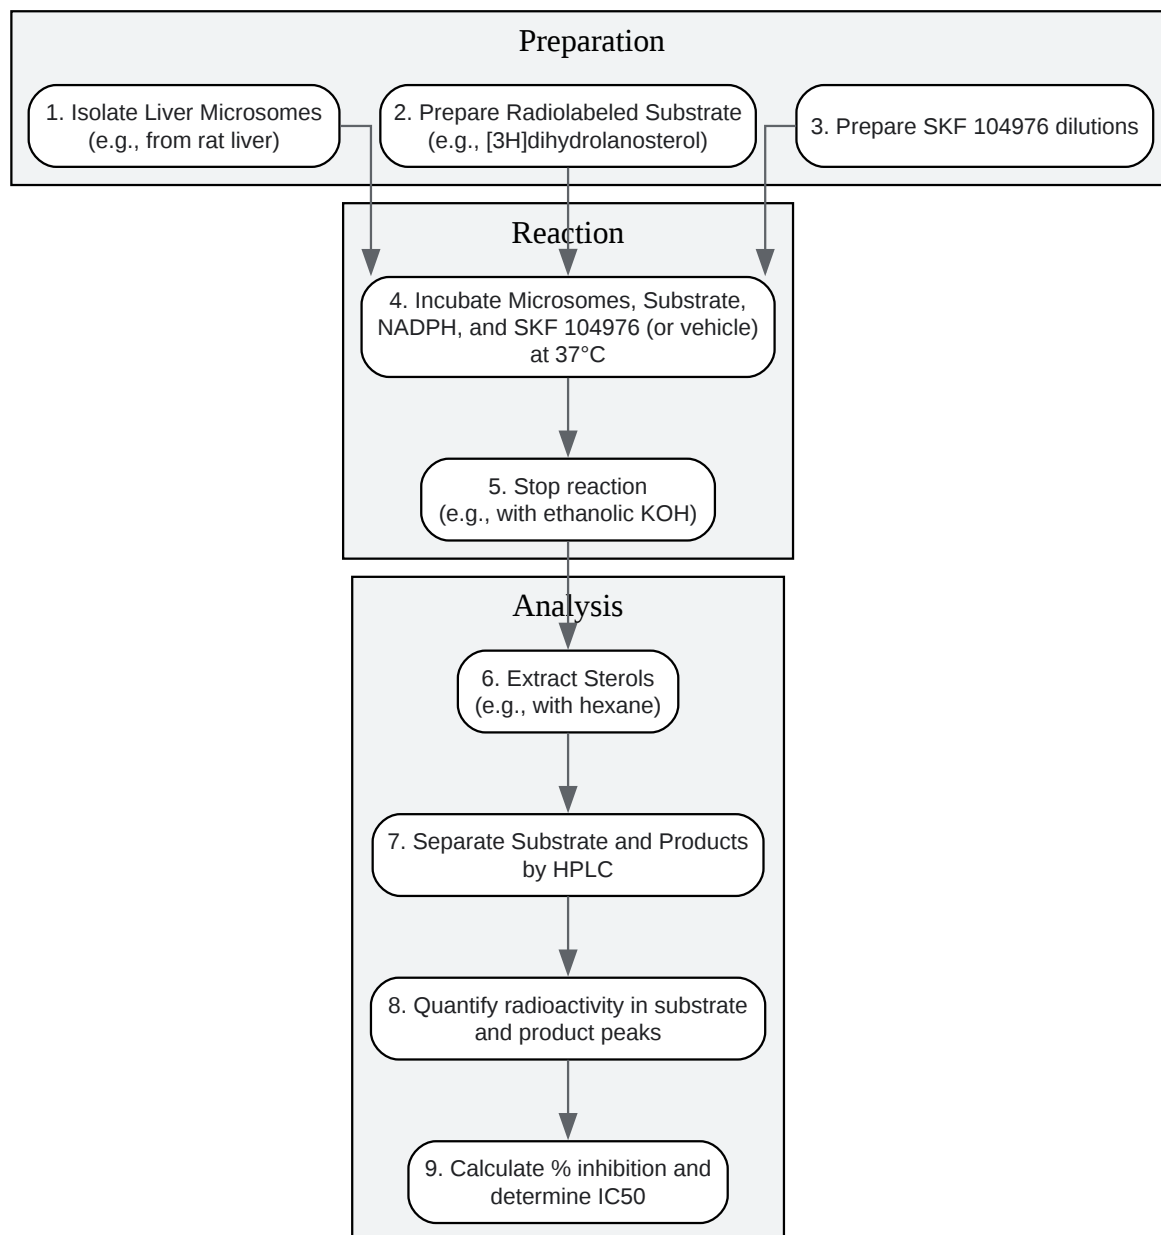 Preparation
1. Isolate Liver Microsomes
(e.g., from rat liver)
2. Prepare Radiolabeled Substrate
(e.g., [3H]dihydrolanosterol)
3. Prepare SKF 104976 dilutions
Reaction
4. Incubate Microsomes, Substrate,
NADPH, and SKF 104976 (or vehicle)
at 37°C
5. Stop reaction
(e.g., with ethanolic KOH)
Analysis
6. Extract Sterols
(e.g., with hexane)
7. Separate Substrate and Products
by HPLC
8. Quantify radioactivity in substrate
and product peaks
9. Calculate % inhibition and
determine IC50